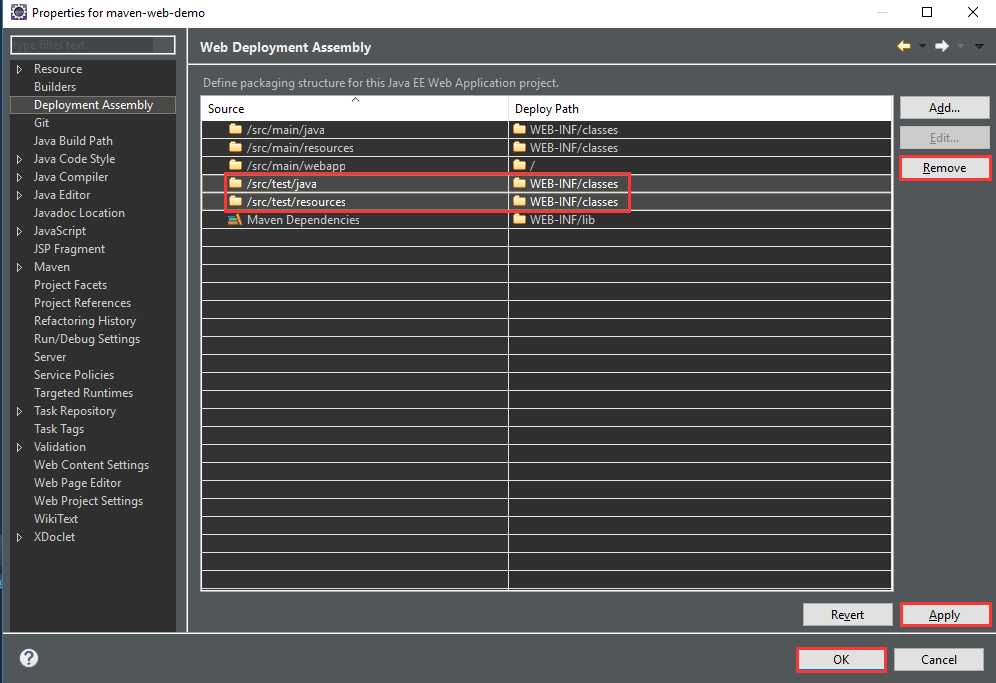 Properties for maven-web-demo
type filter text
Resource
Builders
Deployment Assembly
Git
Java Build Path
Java Code Style
Java Compiler
Java Editor
Javadoc Location
JavaScript
JSP Fragment
Maven
Project Facets
Project References
Refactoring History
Run/Debug Settings
Server
Service Policies
Targeted Runtimes
Task Repository
Task Tags
Validation
Web Content Settings
Web Page Editor
Web Project Settings
WikiText
XDoclet
Web Deployment Assembly
Define packaging structure for this Java EE Web Application project.
Source Deploy Path
/src/main/java WEB-INF/classes
/src/main/resources WEB-INF/classes
/src/main/webapp /
/src/test/java WEB-INF/classes
/src/test/resources WEB-INF/classes
Maven Dependencies WEB-INF/lib
Add...
Edit...
Remove
Revert Apply
? OK Cancel